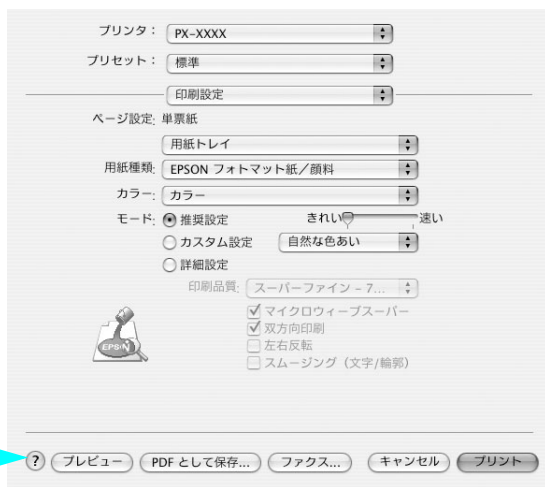 プリンタ： PX-XXXX
プリセット： 標準
印刷設定
ページ設定: 単票紙
用紙トレイ
用紙種類: EPSON フォトマット紙／顔料
カラー: カラー
モード: 推奨設定 きれい 速い
カスタム設定 自然な色あい
詳細設定
印刷品質: スーパーファイン – 7...
マイクロウィーブスーパー
双方向印刷
左右反転
スムージング（文字/輪郭）
EPSON
? プレビュー PDF として保存... ファクス... キャンセル プリント